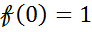 𝒻(0) = 1